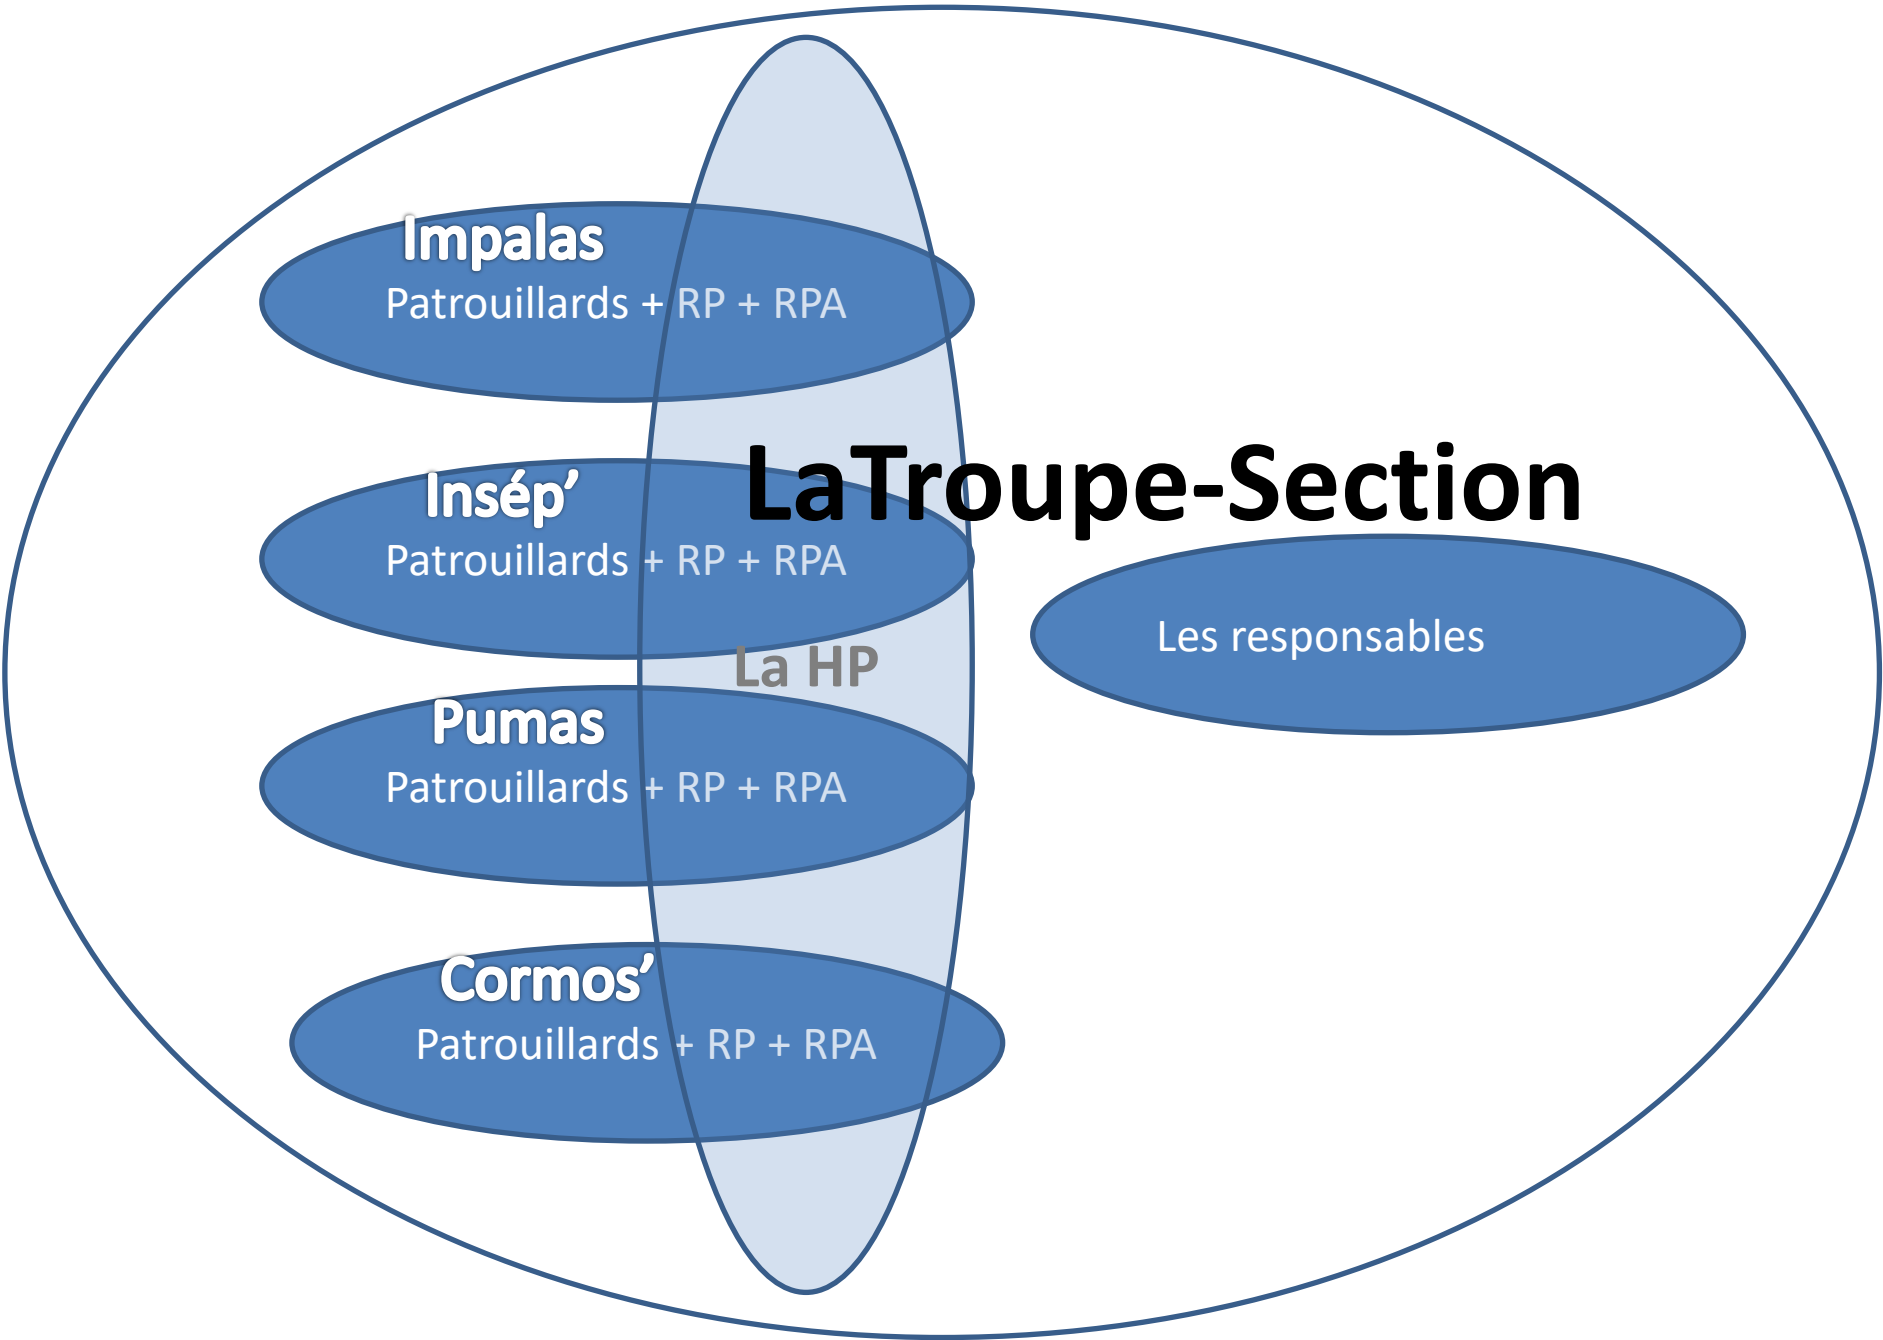 Impalas
Patrouillards + RP + RPA
LaTroupe-Section
Insép’
Patrouillards + RP + RPA
Les responsables
La HP
Pumas
Patrouillards + RP + RPA
Cormos’
Patrouillards + RP + RPA